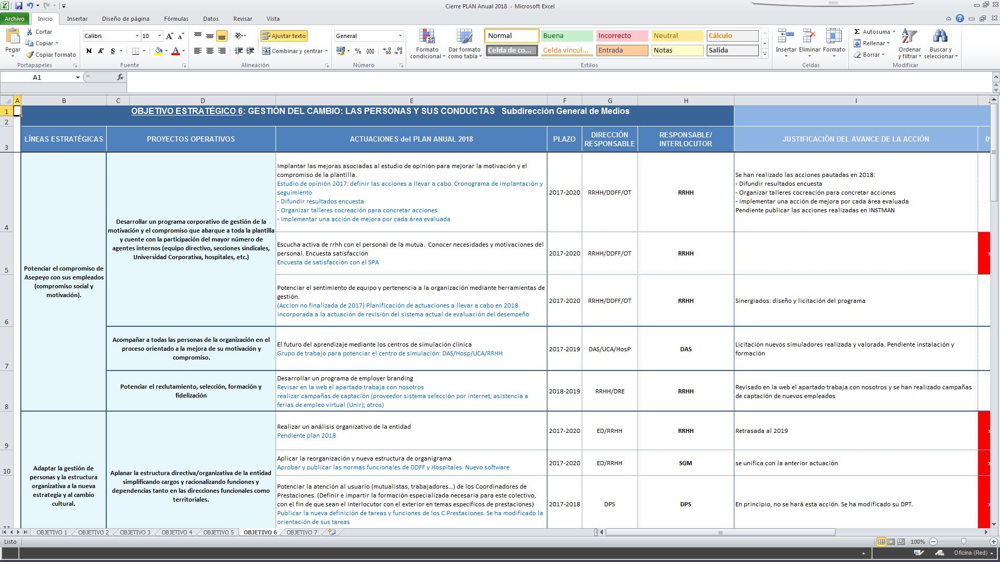 Cierre PLAN Anual 2018 - Microsoft Excel
Archivo Inicio Insertar Diseño de página Fórmulas Datos Revisar Vista
Pegar
Cortar
Copiar
Copiar formato
Portapapeles
Calibri 10
N K S
Fuente
Ajustar texto
Combinar y centrar
Alineación
General
% 000
Número
Formato condicional
Dar formato como tabla
Normal Buena Incorrecto Neutral Cálculo
Celda de co... Celda vincul... Entrada Notas Salida
Estilos
Insertar Eliminar Formato
Celdas
Autosuma
Rellenar
Borrar
Ordenar y filtrar
Buscar y seleccionar
Modificar
A1 fx
A B C D E F G H I
1 OBJETIVO ESTRATÉGICO 6: GESTIÓN DEL CAMBIO: LAS PERSONAS Y SUS CONDUCTAS Subdirección General de Medios
2
3 LÍNEAS ESTRATÉGICAS PROYECTOS OPERATIVOS ACTUACIONES del PLAN ANUAL 2018 PLAZO DIRECCIÓN RESPONSABLE RESPONSABLE/ INTERLOCUTOR JUSTIFICACIÓN DEL AVANCE DE LA ACCIÓN
Potenciar el compromiso de
Asepeyo con sus empleados
(compromiso social y
motivación).
Desarrollar un programa corporativo de gestión de la
motivación y el compromiso que abarque a toda la plantilla
y cuente con la participación del mayor número de
agentes internos (equipo directivo, secciones sindicales,
Universidad Corporativa, hospitales, etc.)
4
Implantar las mejoras asociadas al estudio de opinión para mejorar la motivación y el
compromiso de la plantilla.
Estudio de opinión 2017: definir las acciones a llevar a cabo. Cronograma de implantación y
seguimiento
- Difundir resultados encuesta
- Organizar talleres cocreación para concretar acciones
- Implementar una acción de mejora por cada área evaluada
2017-2020 RRHH/DDFF/OT RRHH
Se han realizado las acciones pautadas en 2018:
- Difundir resultados encuesta
- Organizar talleres cocreación para concretar acciones
- Implementar una acción de mejora por cada área evaluada
Pendiente publicar las acciones realizadas en INSTMAN
5
Escucha activa de rrhh con el personal de la mutua. Conocer necesidades y motivaciones del
personal. Encuesta satisfacción
Encuesta de satisfacción con el SPA
2017-2020 RRHH/DDFF/OT RRHH
6
Potenciar el sentimiento de equipo y pertenencia a la organización mediante herramientas de
gestión.
(Accion no finalizada de 2017) Planificación de actuaciones a llevar a cabo en 2018
incorporada a la actuación de revisión del sistema actual de evaluación del desempeño
2017-2020 RRHH/DDFF/OT RRHH
Sinergiados: diseño y licitación del programa
7
Acompañar a todas las personas de la organización en el
proceso orientado a la mejora de su motivación y
compromiso.
El futuro del aprendizaje mediante los centros de simulación clínica
Grupo de trabajo para potenciar el centro de simulación: DAS/Hosp/UCA/RRHH
2017-2019 DAS/UCA/HosP DAS
Licitación nuevos simuladores realizada y valorada. Pendiente instalación y
formación
8
Potenciar el reclutamiento, selección, formación y
fidelización
Desarrollar un programa de employer branding
Revisar en la web el apartado trabaja con nosotros
realizar campañas de captación (proveedor sistema selección por internet; asistencia a
ferias de empleo virtual (Unir); otros)
2018-2019 RRHH/DRE RRHH
Revisado en la web el apartado trabaja con nosotros y se han realizado campañas
de captación de nuevos empleados
Adaptar la gestión de
personas y la estructura
organizativa a la nueva
estrategia y al cambio
cultural.
Aplanar la estructura directiva/organizativa de la entidad
simplificando cargos y racionalizando funciones y
dependencias tanto en las direcciones funcionales como
territoriales.
9
Realizar un análisis organizativo de la entidad
Pendiente plan 2018
2017-2020 ED/RRHH RRHH
Retrasada al 2019
10
Aplicar la reorganización y nueva estructura de organigrama
Aprobar y publicar las normas funcionales de DDFF y Hospitales. Nuevo software
2017-2020 ED/RRHH SGM
se unifica con la anterior actuación
11
Potenciar la atención al usuario (mutualistas, trabajadores...) de los Coordinadores de
Prestaciones. (Definir e impartir la formación especializada necesaria para este colectivo,
con el fin de que sean el interlocutor con el exterior en temas específicos de prestaciones)
Publicar la nueva definición de tareas y funciones de los C.Prestaciones. Se ha modificado la
orientación de sus tareas
2017-2018 DPS DPS
En principio, no se hará esta acción. Se ha modificado su DPT.
OBJETIVO 1 OBJETIVO 2 OBJETIVO 3 OBJETIVO 4 OBJETIVO 5 OBJETIVO 6 OBJETIVO 7
Listo 100%
Oficina (Red)